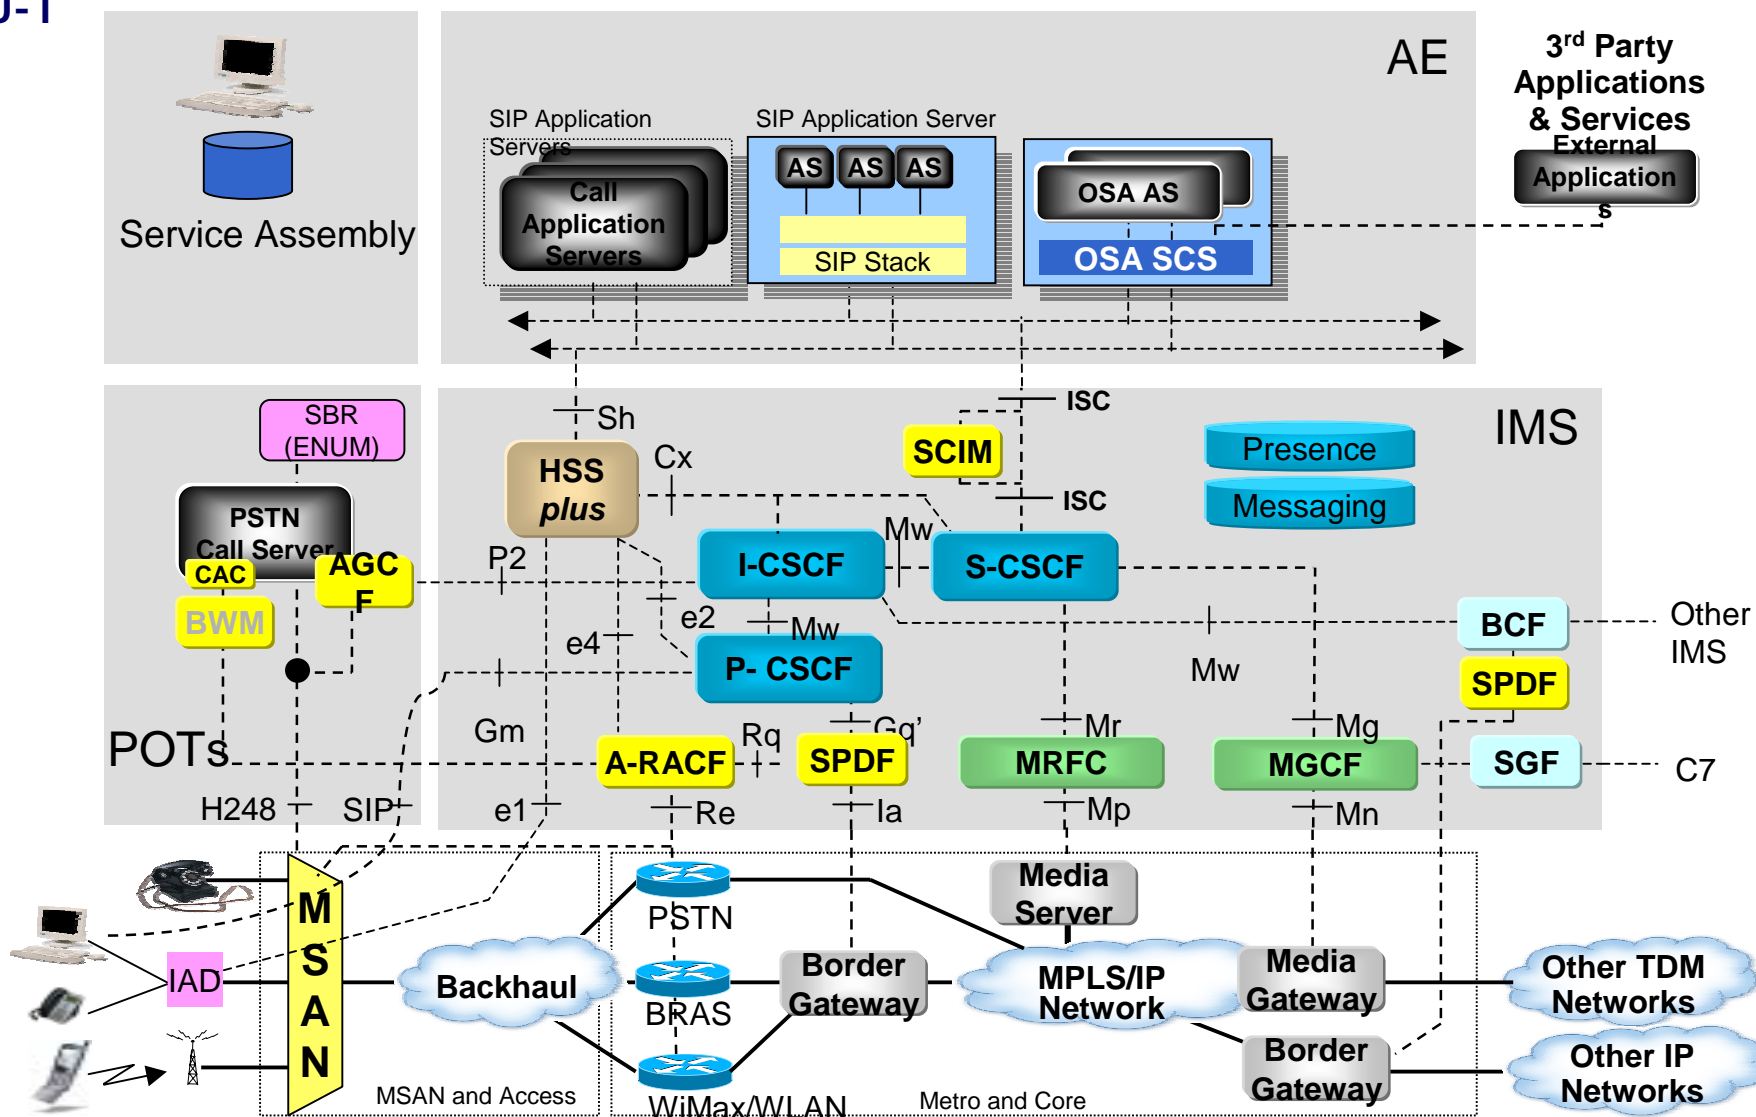 AE
3rd Party
Applications
& Services
External
Application
s
SIP Application
Servers
SIP Application Server
AS AS AS
Call
Application
Servers
OSA AS
SIP Stack
OSA SCS
Service Assembly
SBR
(ENUM)
Sh
ISC
IMS
SCIM
Presence
HSS
plus
Cx
ISC
Messaging
PSTN
Call Server
Mw
CAC
AGC
F
P2
I-CSCF
S-CSCF
BWM
e2
Mw
BCF
Other
IMS
e4
P- CSCF
Mw
SPDF
Gm
Rq
Gq’
Mr
Mg
POTs
A-RACF
SPDF
MRFC
MGCF
SGF
C7
H248
SIP
e1
Re
Ia
Mp
Mn
Media
Server
M
S
A
N
PSTN
IAD
Backhaul
Border
Gateway
MPLS/IP
Network
Media
Gateway
Other TDM
Networks
BRAS
Border
Gateway
Other IP
Networks
MSAN and Access
WiMax/WLAN
Metro and Core